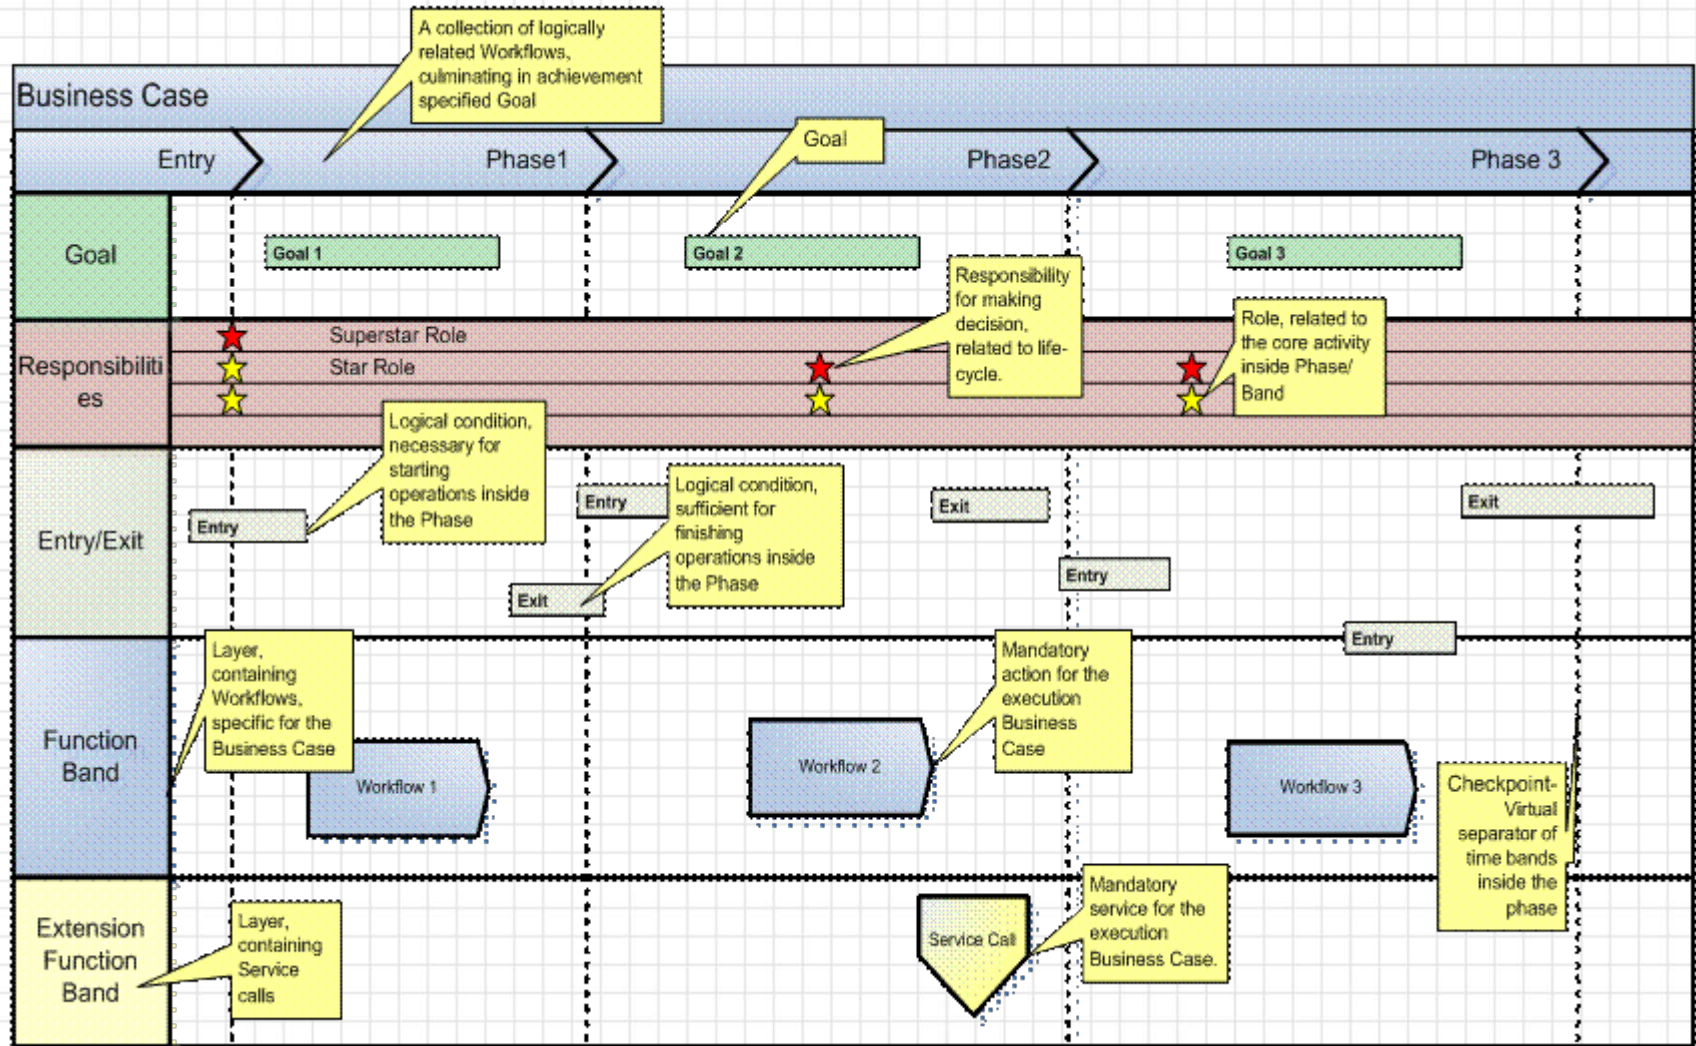 A collection of logically
related Workflows,
culminating in achievement
specified Goal
Business Case
Goal
Entry
Phase1
Phase2
Phase 3
Goal
Goal 1
Goal 2
Goal 3
Responsibility
for making
decision,
related to life-
cycle.
Role, related to
the core activity
inside Phase/
Band
Responsibiliti
es
Superstar Role
Star Role
Logical condition,
necessary for
starting
operations inside
the Phase
Logical condition,
sufficient for
finishing
operations inside
the Phase
Entry/Exit
Entry
Entry
Exit
Exit
Exit
Entry
Entry
Layer,
containing
Workflows,
specific for the
Business Case
Mandatory
action for the
execution
Business
Case
Function
Band
Workflow 1
Workflow 2
Workflow 3
Checkpoint-
Virtual
separator of
time bands
inside the
phase
Extension
Function
Band
Layer,
containing
Service
calls
Service Call
Mandatory
service for the
execution
Business Case.